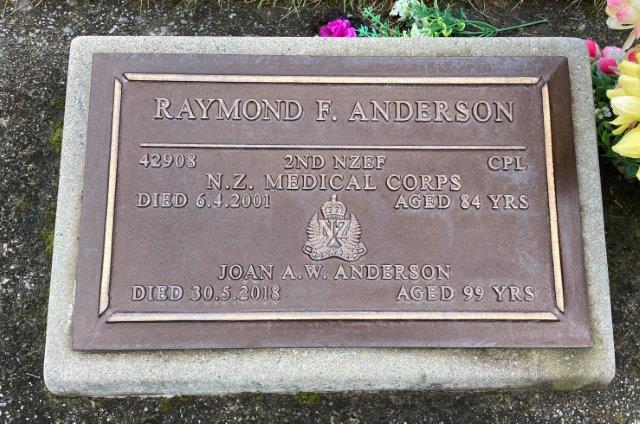 RAYMOND F. ANDERSON
42908 2ND NZEF CPL
N.Z. MEDICAL CORPS
DIED 6.4.2001 AGED 84 YRS
NZ
JOAN A.W. ANDERSON
DIED 30.5.2018 AGED 99 YRS